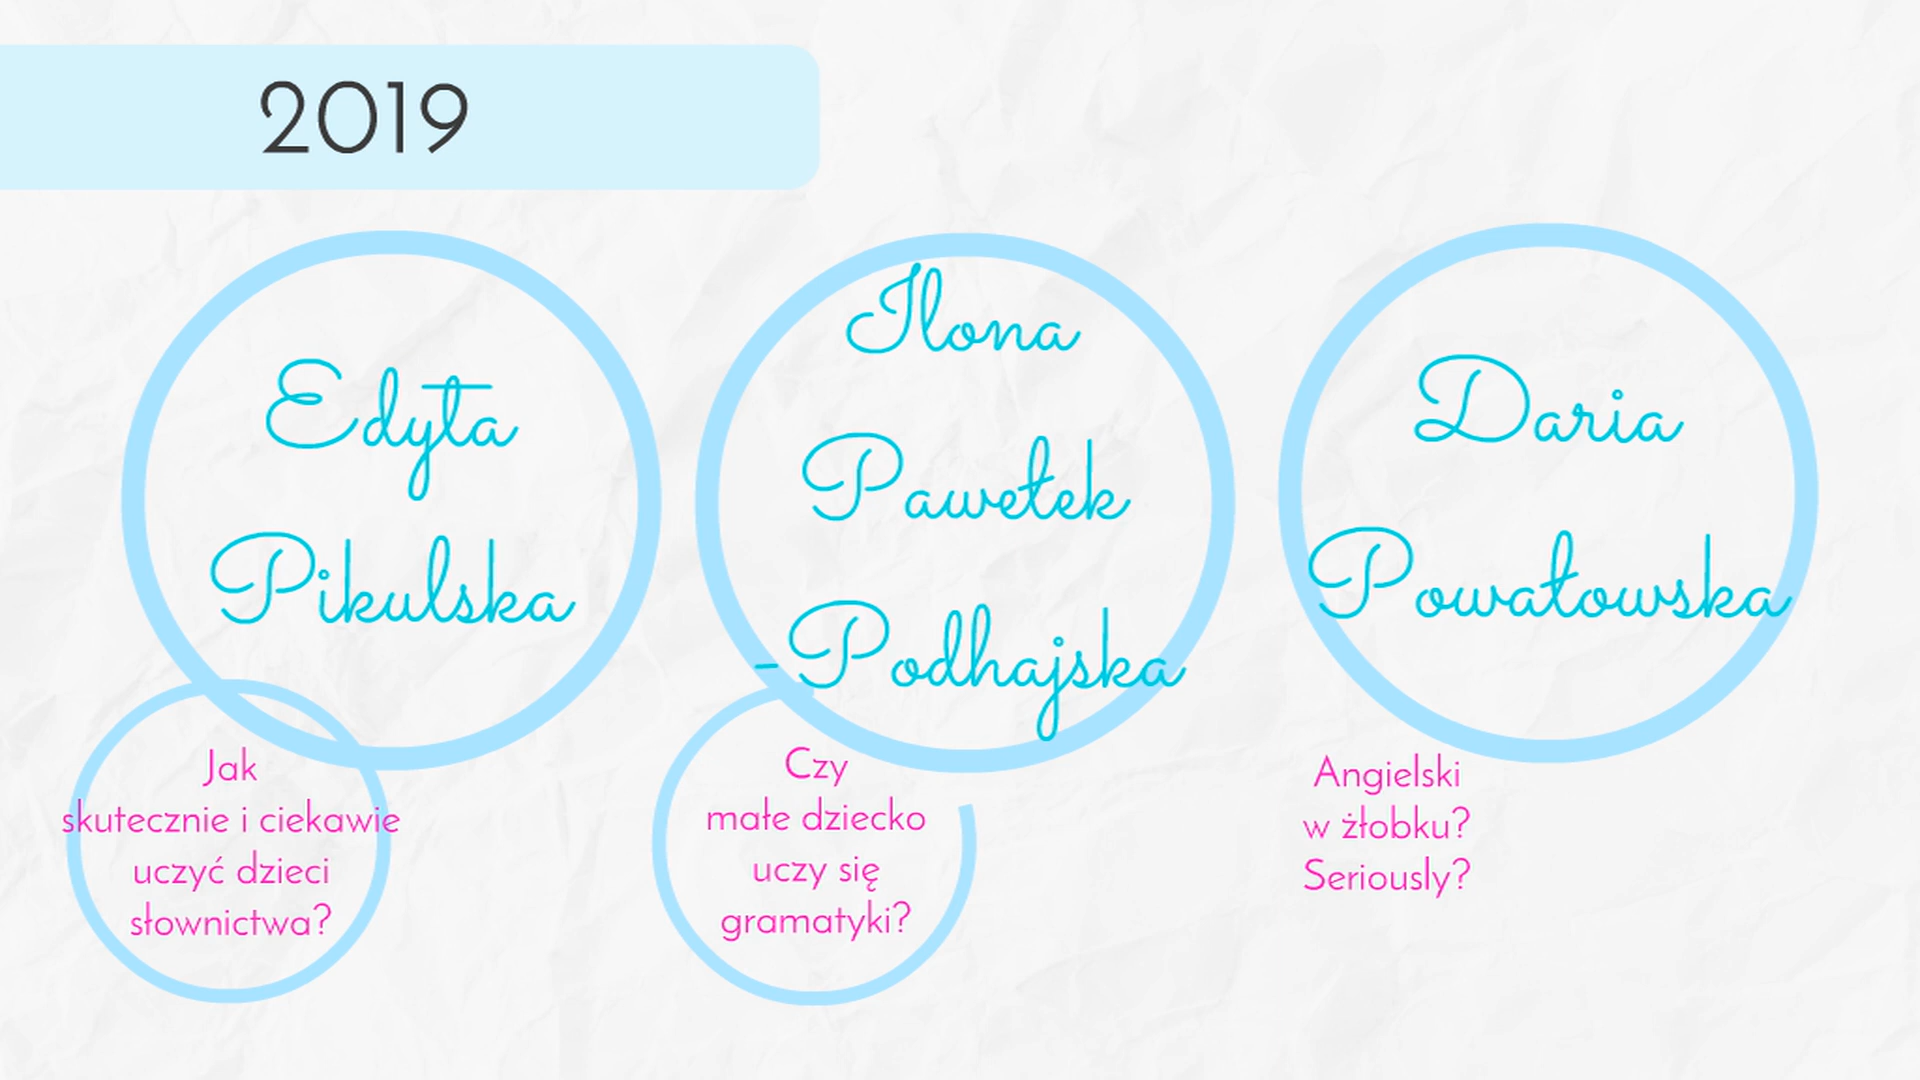 2019
Edyta
Pikulska
Ilona
Pawełek
-Podhajska
Daria
Powałowska
Jak
skutecznie i ciekawie
uczyć dzieci
słownictwa?
Czy
małe dziecko
uczy się
gramatyki?
Angielski
w żłobku?
Seriously?